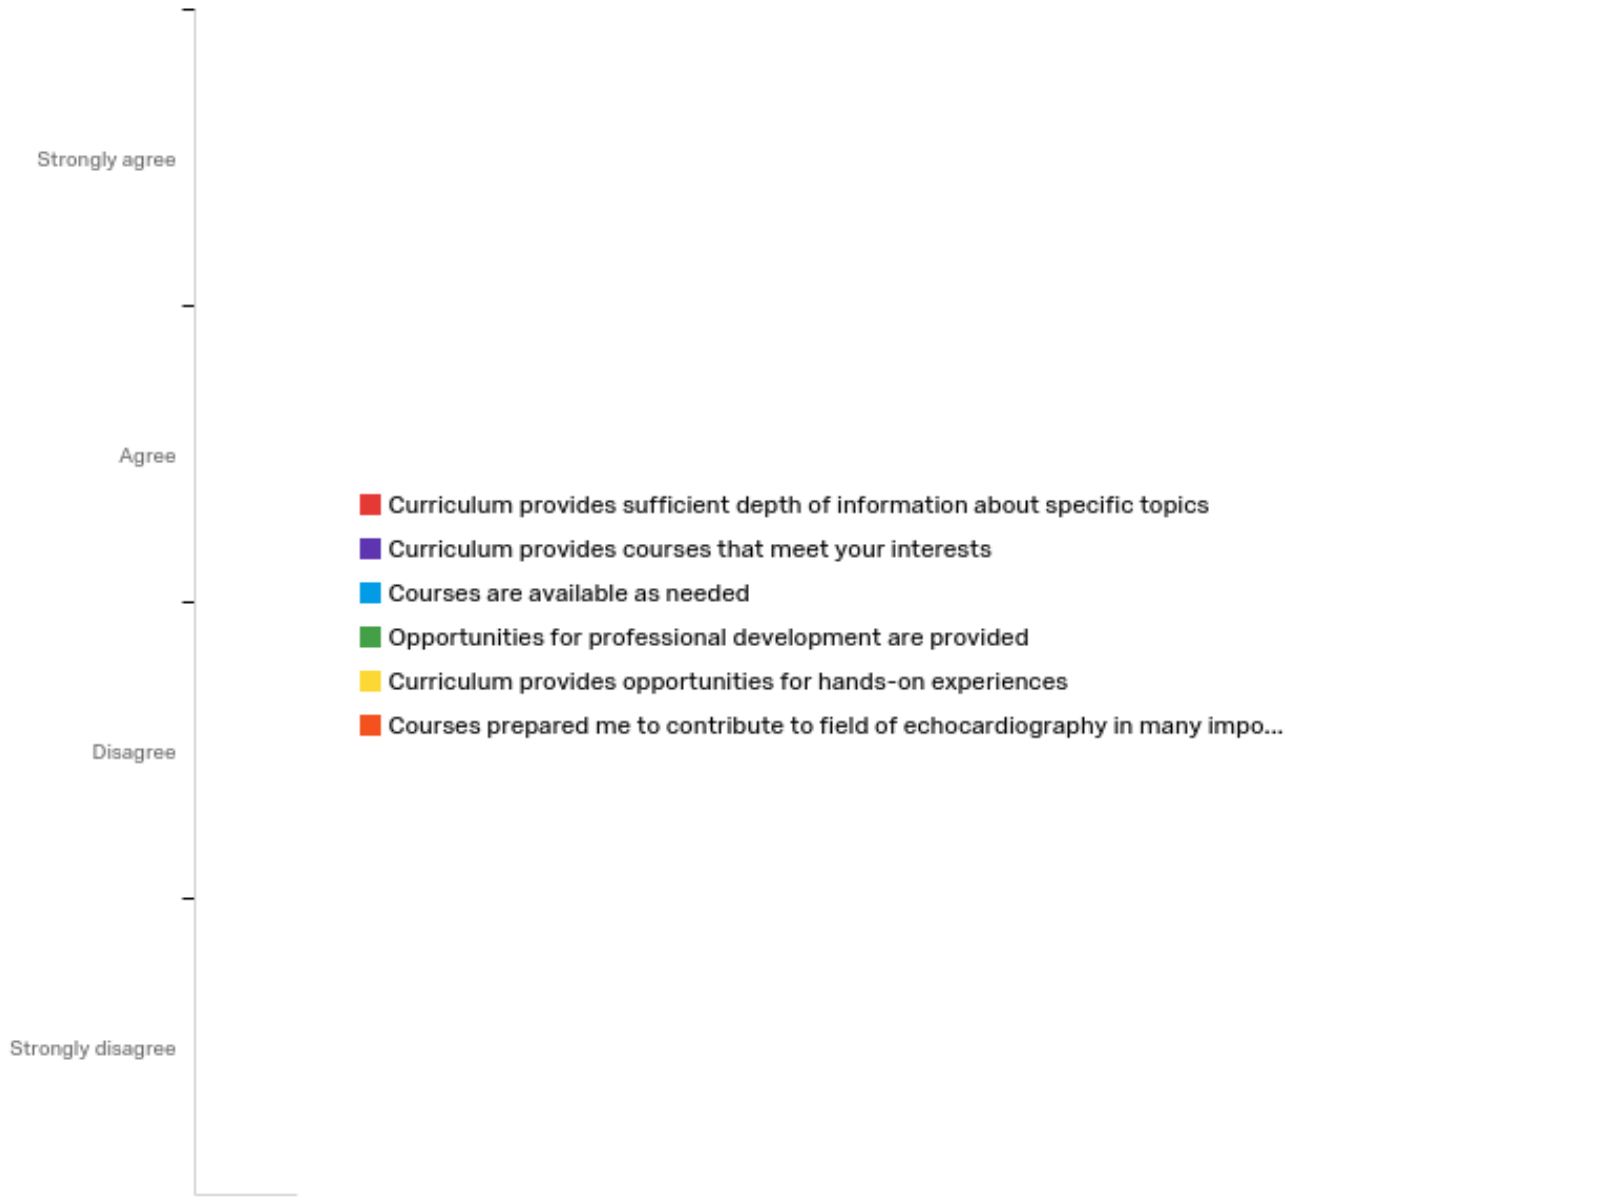 Strongly agree
Agree
Curriculum provides sufficient depth of information about specific topics
Curriculum provides courses that meet your interests
Courses are available as needed
Opportunities for professional development are provided
Curriculum provides opportunities for hands-on experiences
Courses prepared me to contribute to field of echocardiography in many impo...
Disagree
Strongly disagree